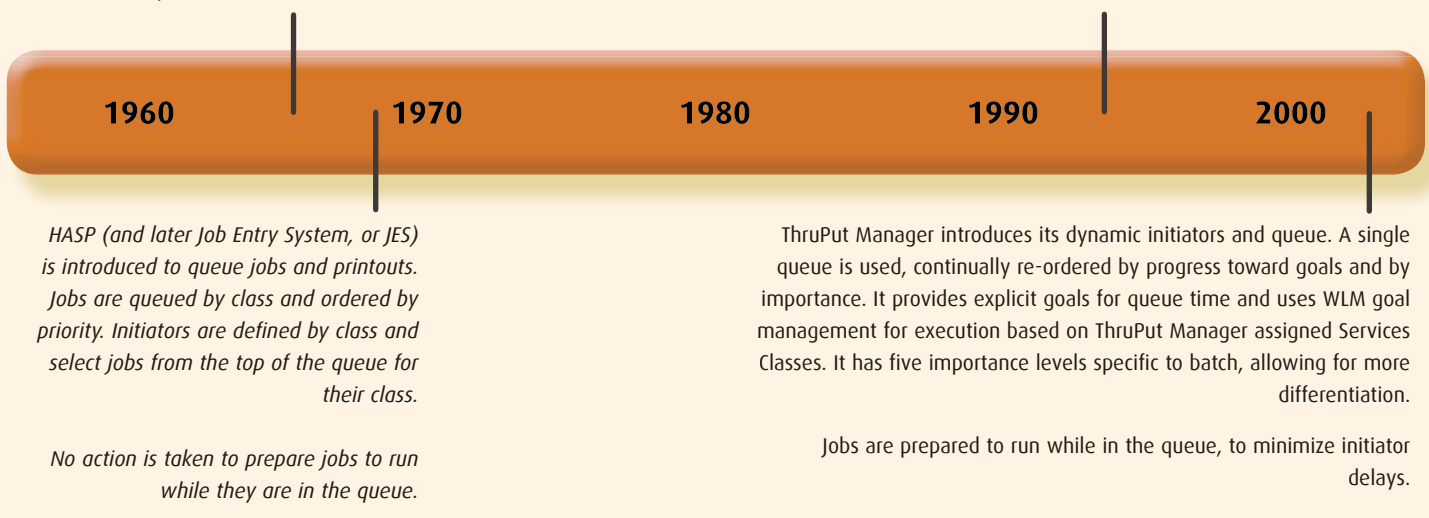 1960 1970 1980 1990 2000
HASP (and later Job Entry System, or JES)
is introduced to queue jobs and printouts.
Jobs are queued by class and ordered by
priority. Initiators are defined by class and
select jobs from the top of the queue for
their class.
No action is taken to prepare jobs to run
while they are in the queue.
ThruPut Manager introduces its dynamic initiators and queue. A single
queue is used, continually re-ordered by progress toward goals and by
importance. It provides explicit goals for queue time and uses WLM goal
management for execution based on ThruPut Manager assigned Services
Classes. It has five importance levels specific to batch, allowing for more
differentiation.
Jobs are prepared to run while in the queue, to minimize initiator
delays.